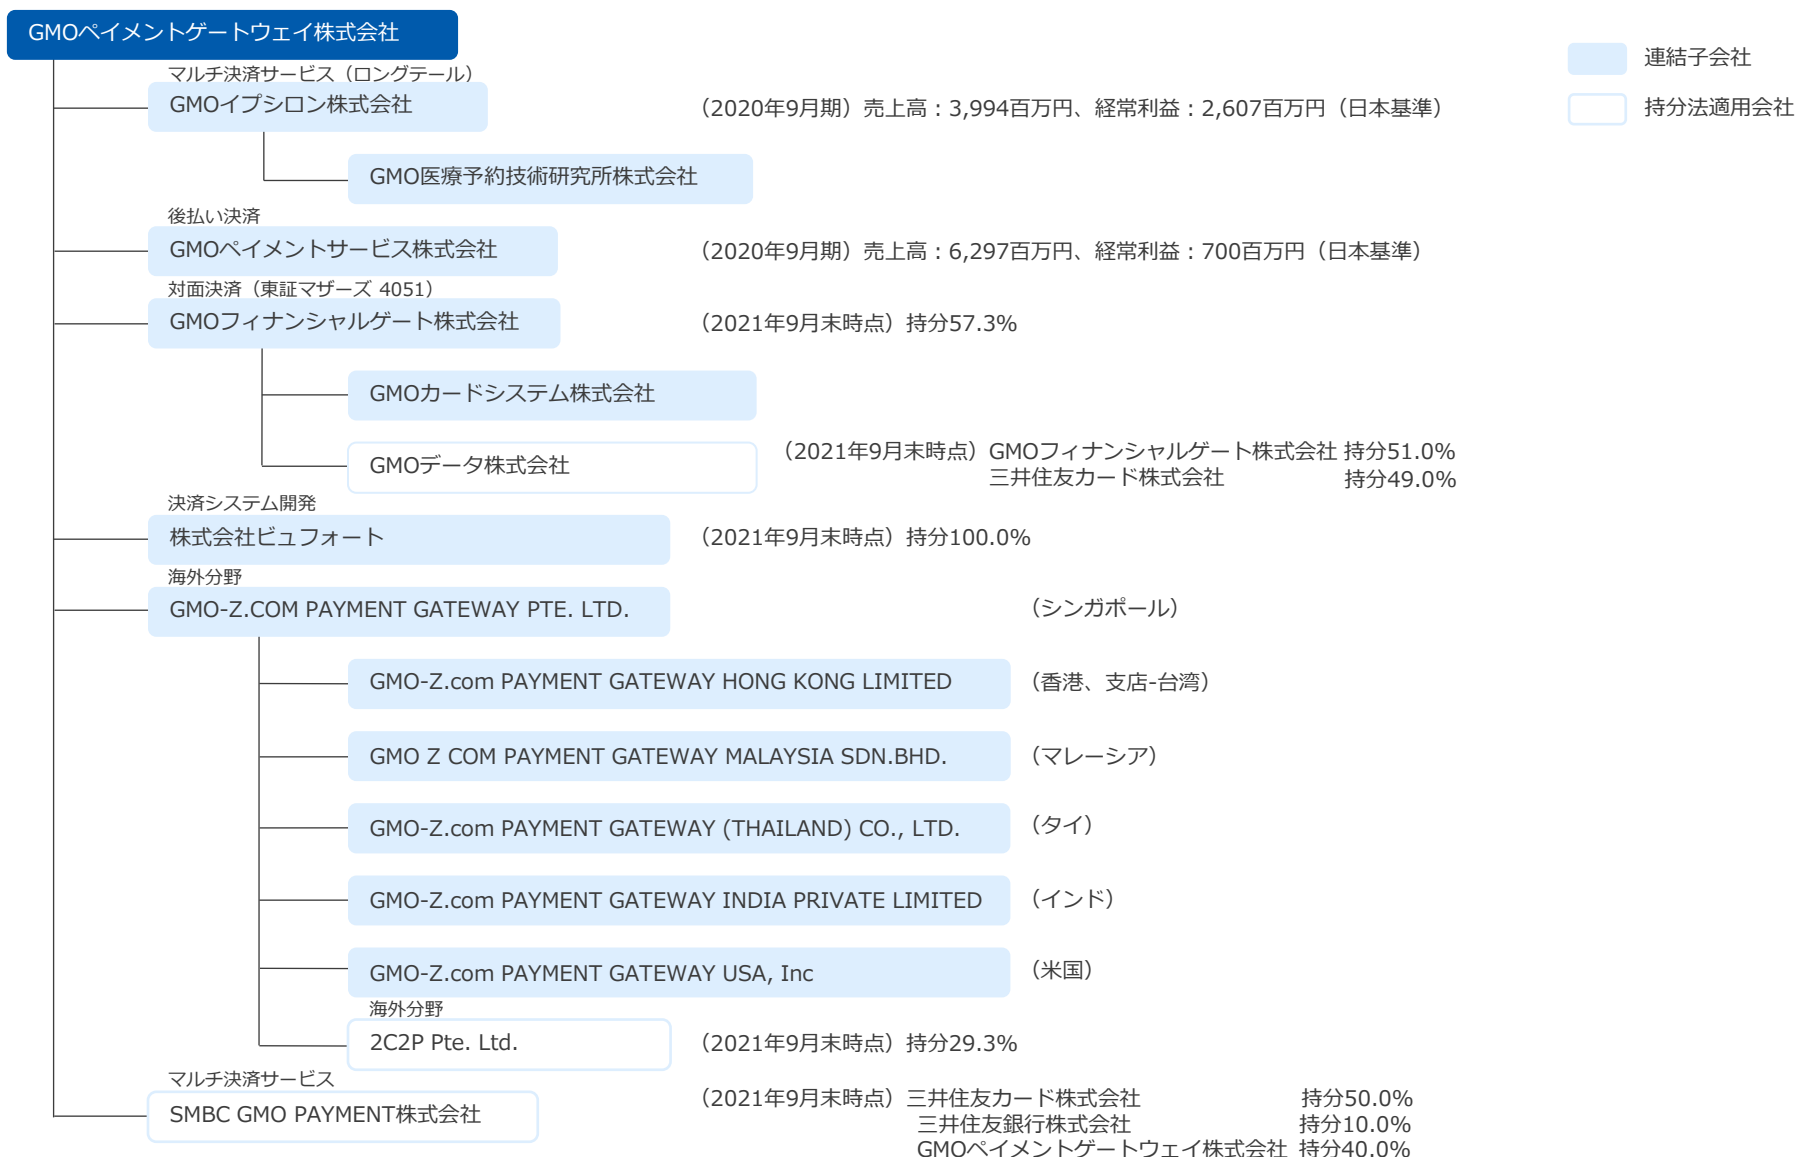 GMOペイメントゲートウェイ株式会社
連結子会社
持分法適用会社
マルチ決済サービス（ロングテール）
GMOイプシロン株式会社
（2020年9月期）売上高：3,994百万円、経常利益：2,607百万円（日本基準）
GMO医療予約技術研究所株式会社
後払い決済
GMOペイメントサービス株式会社
（2020年9月期）売上高：6,297百万円、経常利益：700百万円（日本基準）
対面決済（東証マザーズ 4051）
GMOフィナンシャルゲート株式会社
（2021年9月末時点）持分57.3%
GMOカードシステム株式会社
GMOデータ株式会社
（2021年9月末時点）GMOフィナンシャルゲート株式会社 持分51.0%
三井住友カード株式会社 持分49.0%
決済システム開発
株式会社ビュフォート
（2021年9月末時点）持分100.0%
海外分野
GMO-Z.COM PAYMENT GATEWAY PTE. LTD.
（シンガポール）
GMO-Z.com PAYMENT GATEWAY HONG KONG LIMITED
（香港、支店-台湾）
GMO Z COM PAYMENT GATEWAY MALAYSIA SDN.BHD.
（マレーシア）
GMO-Z.com PAYMENT GATEWAY (THAILAND) CO., LTD.
（タイ）
GMO-Z.com PAYMENT GATEWAY INDIA PRIVATE LIMITED
（インド）
GMO-Z.com PAYMENT GATEWAY USA, Inc
（米国）
海外分野
2C2P Pte. Ltd.
（2021年9月末時点）持分29.3%
マルチ決済サービス
SMBC GMO PAYMENT株式会社
（2021年9月末時点）三井住友カード株式会社 持分50.0%
三井住友銀行株式会社 持分10.0%
GMOペイメントゲートウェイ株式会社 持分40.0%